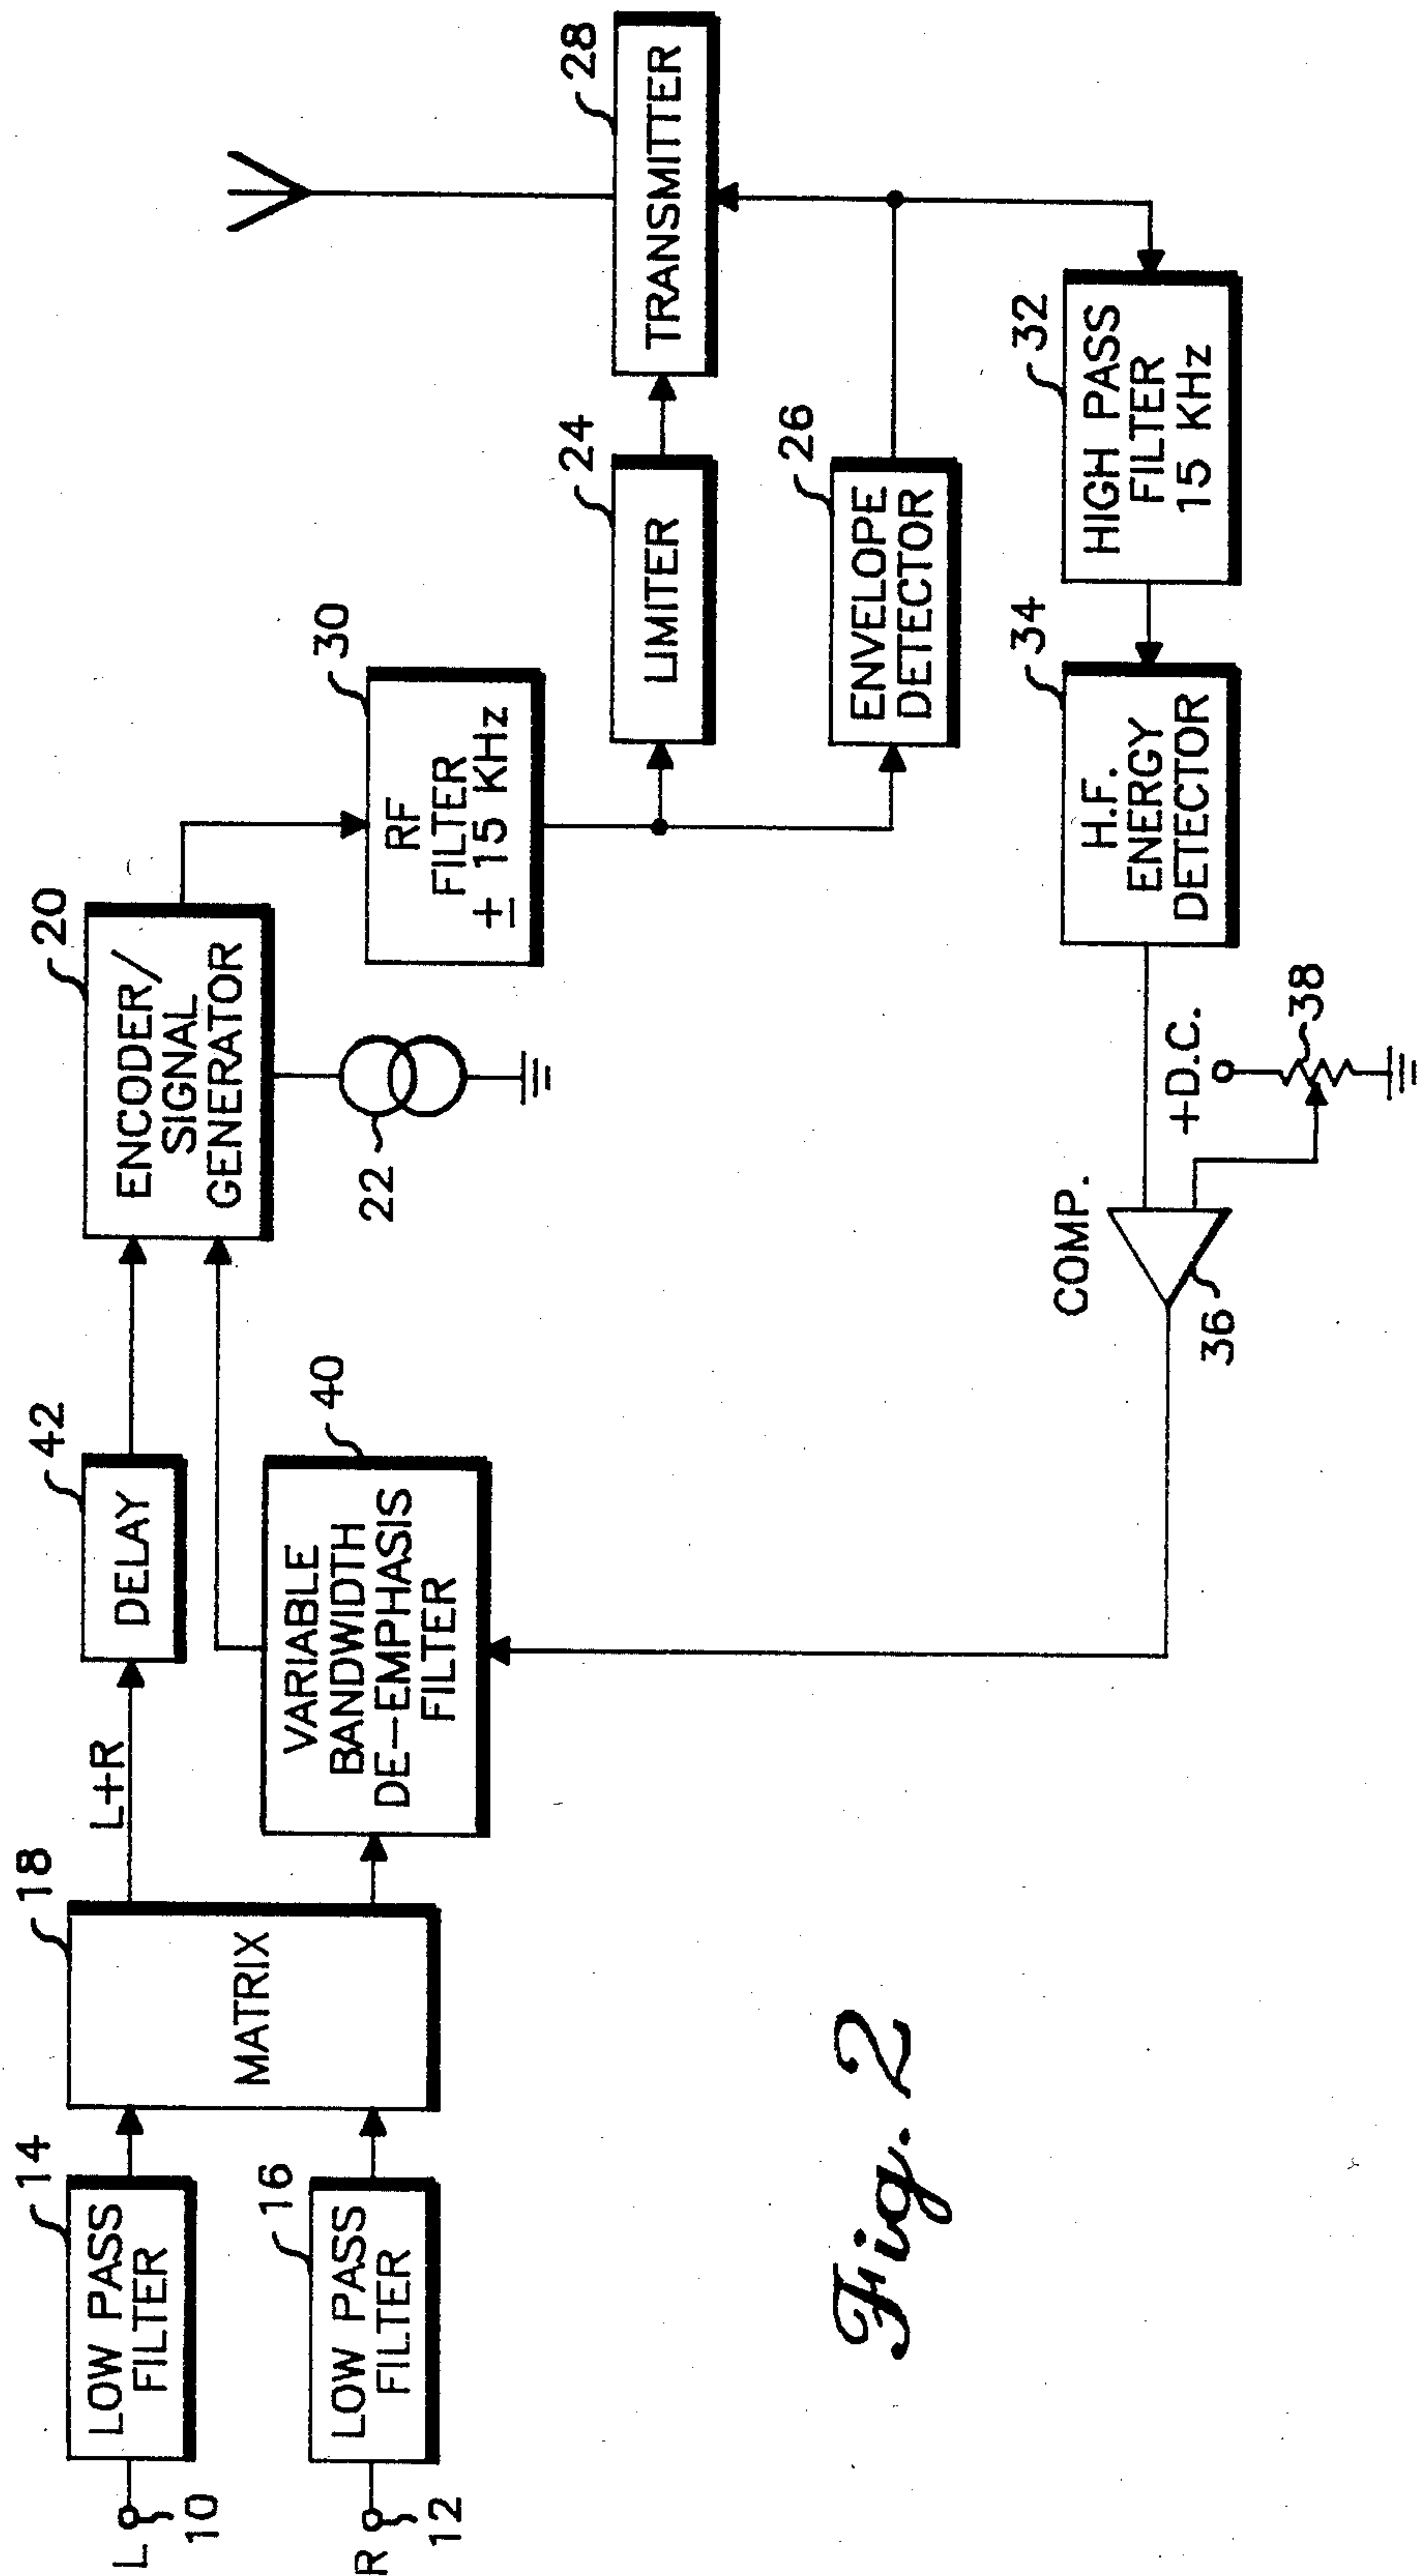 L
10
LOW PASS
FILTER
14
R
12
LOW PASS
FILTER
16
MATRIX
18
L+R
DELAY
42
VARIABLE
BANDWIDTH
DE-EMPHASIS
FILTER
40
ENCODER/
SIGNAL
GENERATOR
20
22
RF
FILTER
± 15 KHz
30
LIMITER
24
ENVELOPE
DETECTOR
26
TRANSMITTER
28
HIGH PASS
FILTER
15 KHz
32
H.F.
ENERGY
DETECTOR
34
+D.C.
38
COMP.
36
Fig. 2